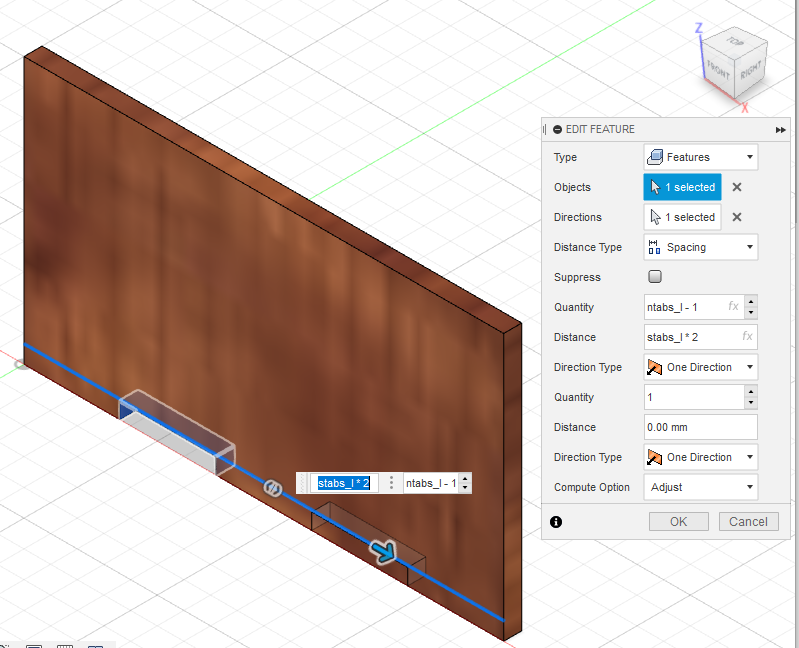 Z
TOP
FRONT
RIGHT
X
EDIT FEATURE
Type
Features
Objects
1 selected
Directions
1 selected
Distance Type
Spacing
Suppress
Quantity
ntabs_l - 1
fx
Distance
stabs_l * 2
fx
Direction Type
One Direction
Quantity
1
Distance
0.00 mm
Direction Type
One Direction
Compute Option
Adjust
OK
Cancel
stabs_l * 2
ntabs_l - 1